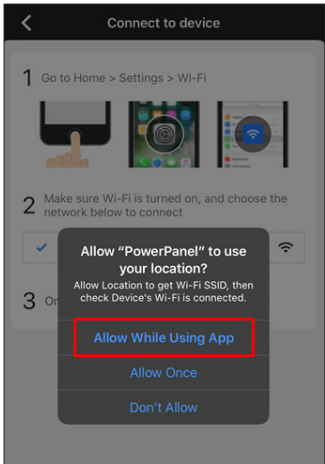 Connect to device
1 Go to Home > Settings > WI-Fi
2 Make sure Wi-Fi is turned on, and choose the
network below to connect
Allow "PowerPanel" to use
your location?
Allow Location to get Wi-Fi SSID, then
check Device's Wi-Fi is connected.
3
Allow While Using App
Allow Once
Don't Allow